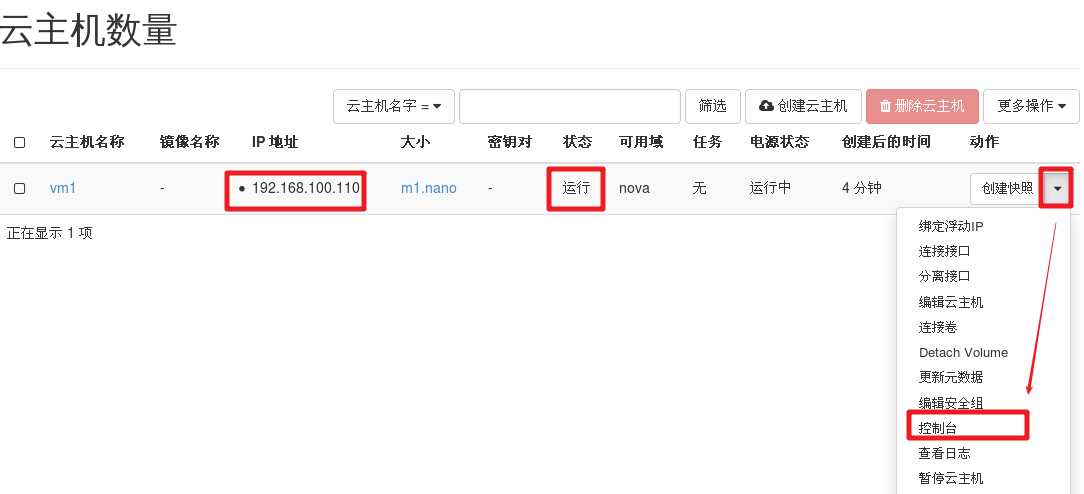 云主机数量
云主机名字 = 筛选 创建云主机 删除云主机 更多操作
云主机名称 镜像名称 IP 地址 大小 密钥对 状态 可用域 任务 电源状态 创建后的时间 动作
vm1 - • 192.168.100.110 m1.nano - 运行 nova 无 运行中 4 分钟 创建快照
正在显示 1 项
绑定浮动IP
连接接口
分离接口
编辑云主机
连接卷
Detach Volume
更新元数据
编辑安全组
控制台
查看日志
暂停云主机